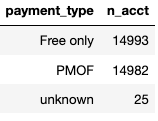 payment_type n_acct
Free only 14993
PMOF 14982
unknown 25